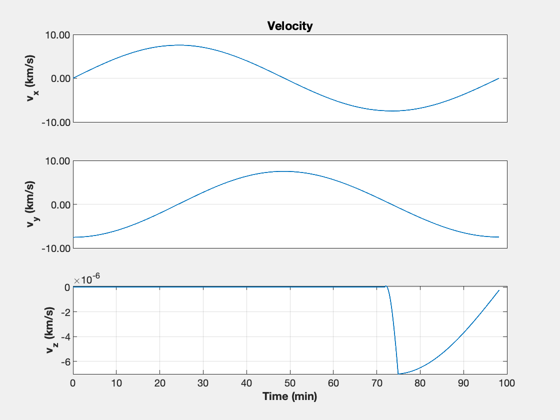 Velocity
10.00
0.00
-10.00
v_x (km/s)
10.00
0.00
-10.00
v_y (km/s)
×10^-6
0
-2
-4
-6
v_z (km/s)
0 10 20 30 40 50 60 70 80 90 100
Time (min)